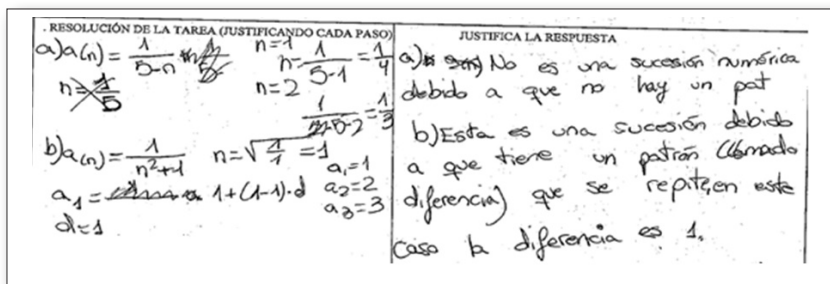 . RESOLUCIÓN DE LA TAREA (JUSTIFICANDO CADA PASO)
a) a(n) = 1/5-n
n=1 1/5-1 = 1/4
n=2
1/5-2 = 1/3
n = 1/5
b) a(n) = 1/n²+1 n = √1/1 = 1
a₁ = 1+(1-1)·d
d=1
a₁=1
a₂=2
a₃=3
JUSTIFICA LA RESPUESTA
a) No es una sucesión numérica
debido a que no hay un pat
b) Esta es una sucesión debido
a que tiene un patrón (llamado
diferencia) que se repite, en este
caso la diferencia es 1.